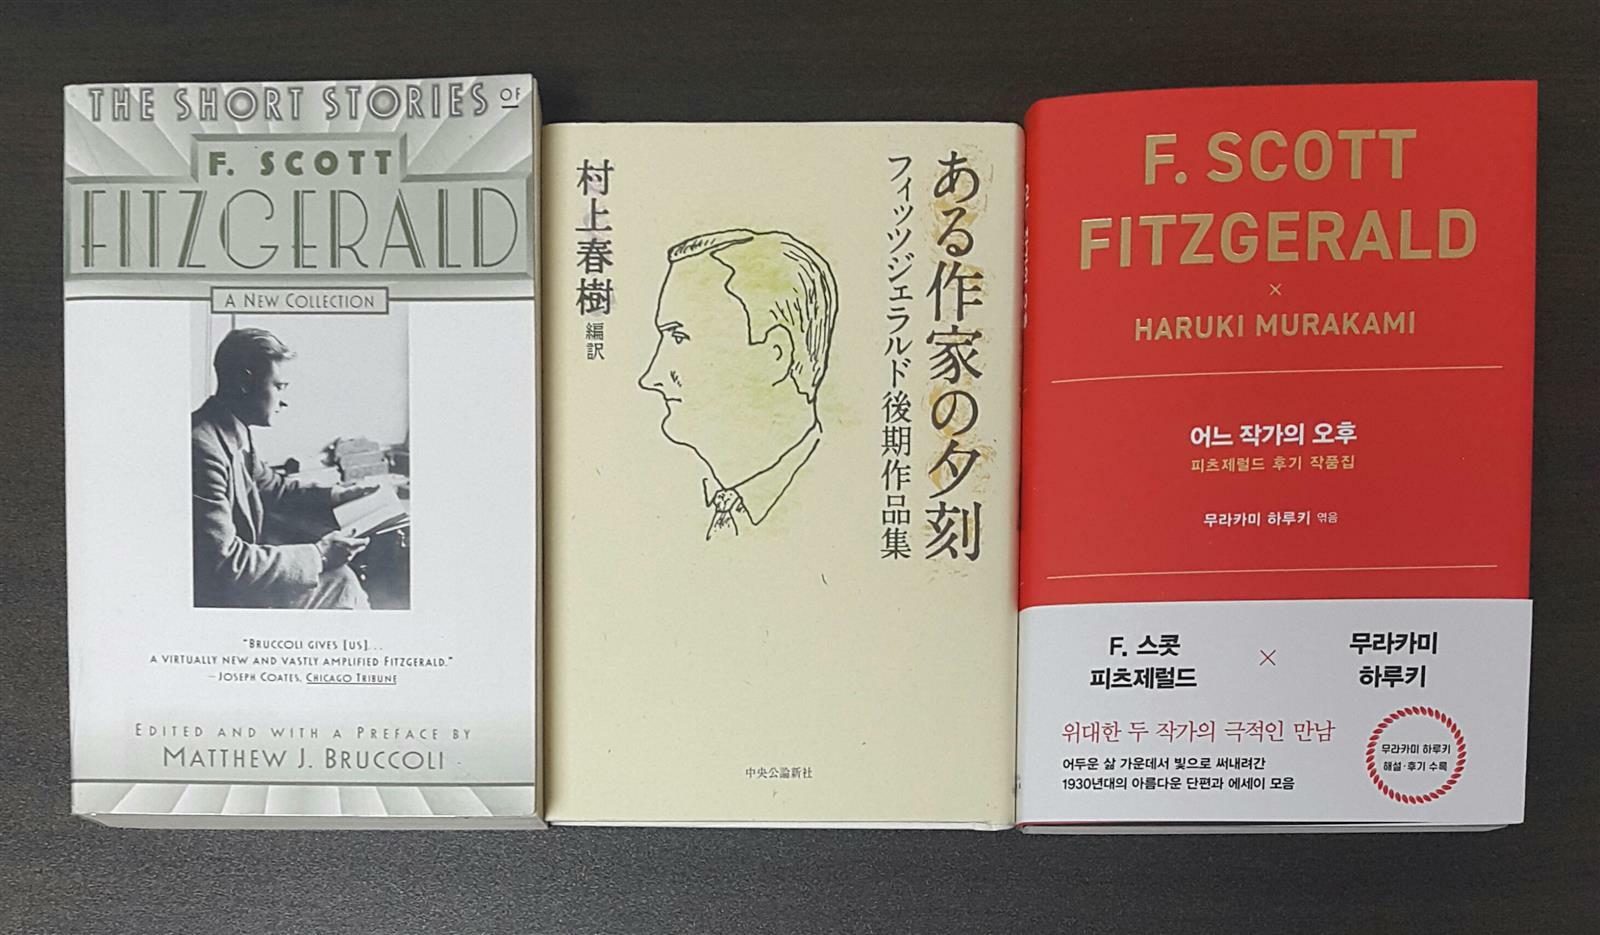 THE SHORT STORIES OF
F. SCOTT
FITZGERALD
A NEW COLLECTION
"BRUCCOLI GIVES [US]...
A VIRTUALLY NEW AND VASTLY AMPLIFIED FITZGERALD."
– JOSEPH COATES, CHICAGO TRIBUNE
EDITED AND WITH A PREFACE BY
MATTHEW J. BRUCCOLI
ある作家の夕刻
フィッツジェラルド後期作品集
村上春樹
編訳
中央公論新社
F. SCOTT
FITZGERALD
×
HARUKI MURAKAMI
어느 작가의 오후
피츠제럴드 후기 작품집
무라카미 하루키 엮음
F. 스콧
피츠제럴드
×
무라카미
하루키
위대한 두 작가의 극적인 만남
어두운 삶 가운데서 빛으로 써내려간
1930년대의 아름다운 단편과 에세이 모음
무라카미 하루키
해설·후기 수록